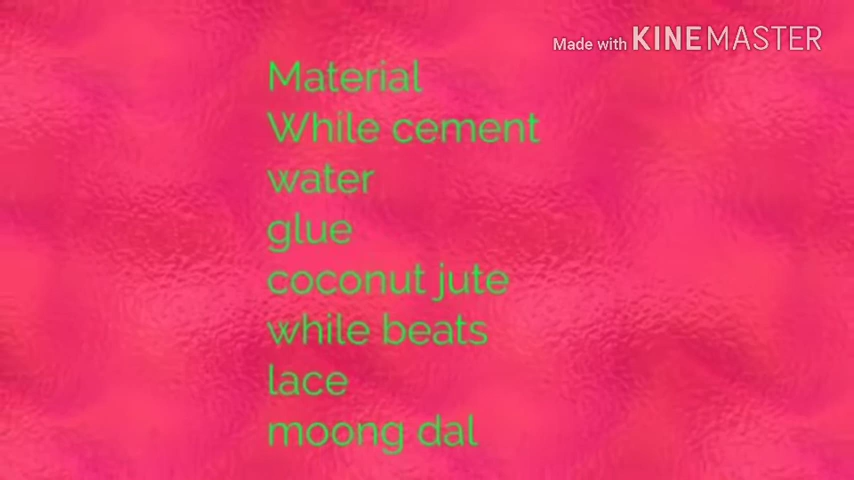 Made with KINEMASTER
Material
While cement
water
glue
coconut jute
while beats
lace
moong dal